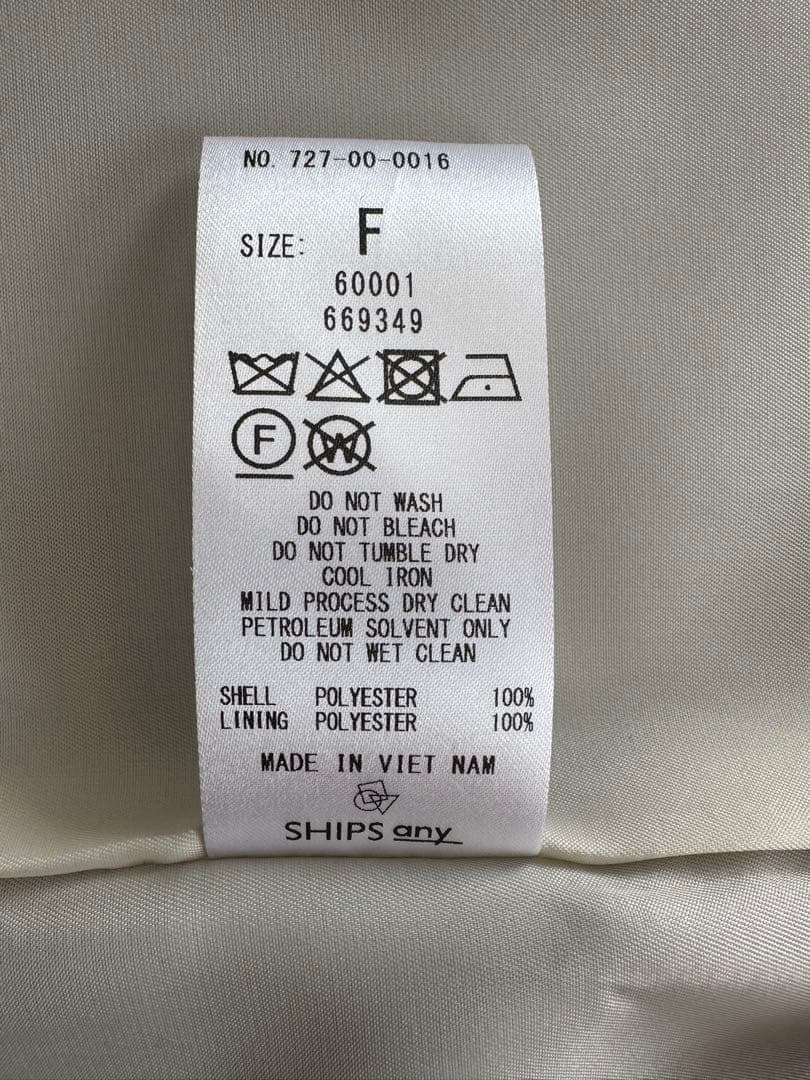 NO. 727-00-0016
SIZE: F
60001
669349
F W
DO NOT WASH
DO NOT BLEACH
DO NOT TUMBLE DRY
COOL IRON
MILD PROCESS DRY CLEAN
PETROLEUM SOLVENT ONLY
DO NOT WET CLEAN
SHELL POLYESTER 100%
LINING POLYESTER 100%
MADE IN VIET NAM
SHIPS any